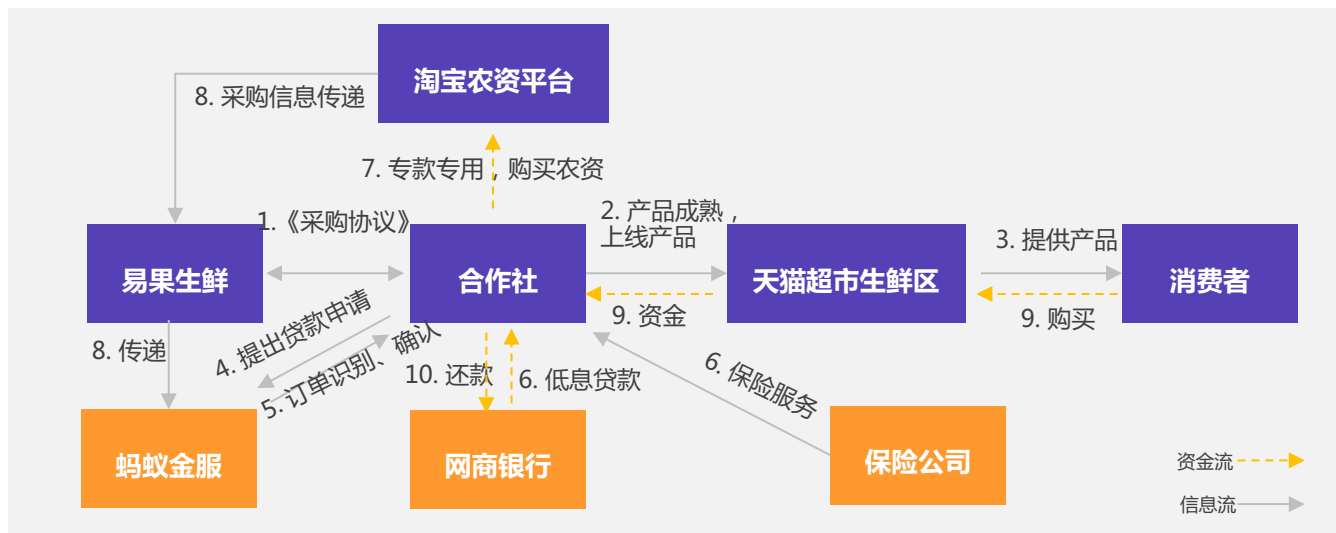 淘宝农资平台
8. 采购信息传递
7. 专款专用，购买农资
1.《采购协议》
2. 产品成熟，
上线产品
3. 提供产品
易果生鲜
合作社
天猫超市生鲜区
消费者
9. 资金
9. 购买
8. 传递
4. 提出贷款申请
5. 订单识别、确认
10. 还款
6. 低息贷款
6. 保险服务
蚂蚁金服
网商银行
保险公司
资金流
信息流